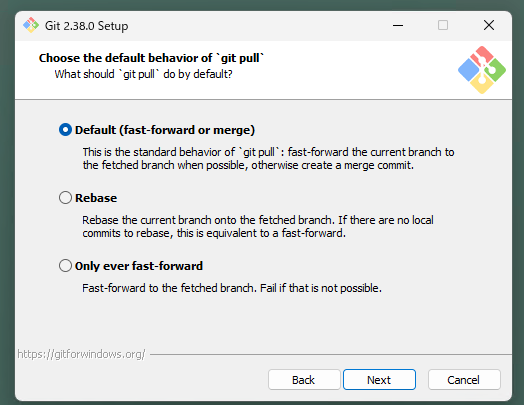 Git 2.38.0 Setup
Choose the default behavior of `git pull`
What should `git pull` do by default?
Default (fast-forward or merge)
This is the standard behavior of `git pull`: fast-forward the current branch to
the fetched branch when possible, otherwise create a merge commit.
Rebase
Rebase the current branch onto the fetched branch. If there are no local
commits to rebase, this is equivalent to a fast-forward.
Only ever fast-forward
Fast-forward to the fetched branch. Fail if that is not possible.
https://gitforwindows.org/
Back Next Cancel